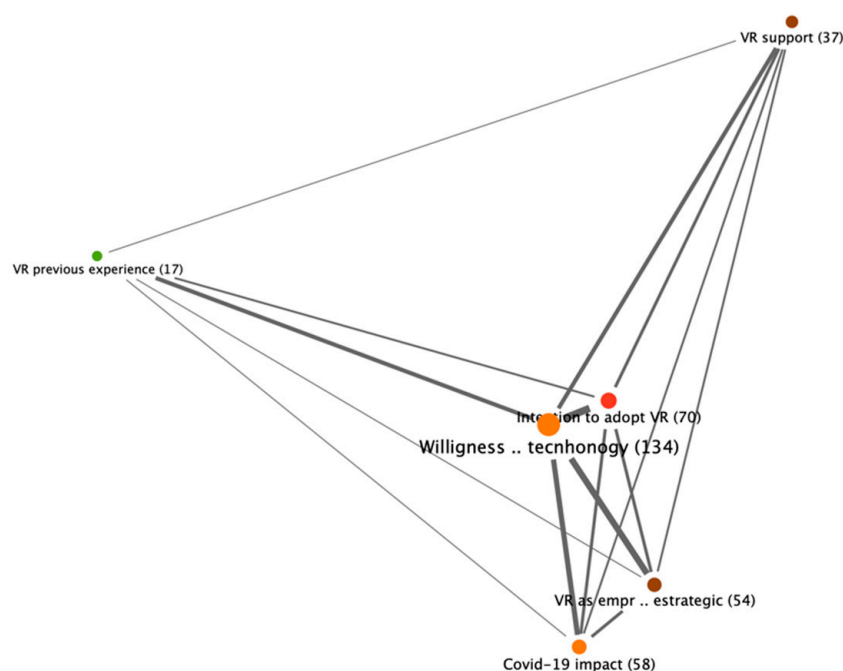 VR support (37)
VR previous experience (17)
Intention to adopt VR (70)
Willigness .. tecnhonogy (134)
VR as empr .. estrategic (54)
Covid-19 impact (58)